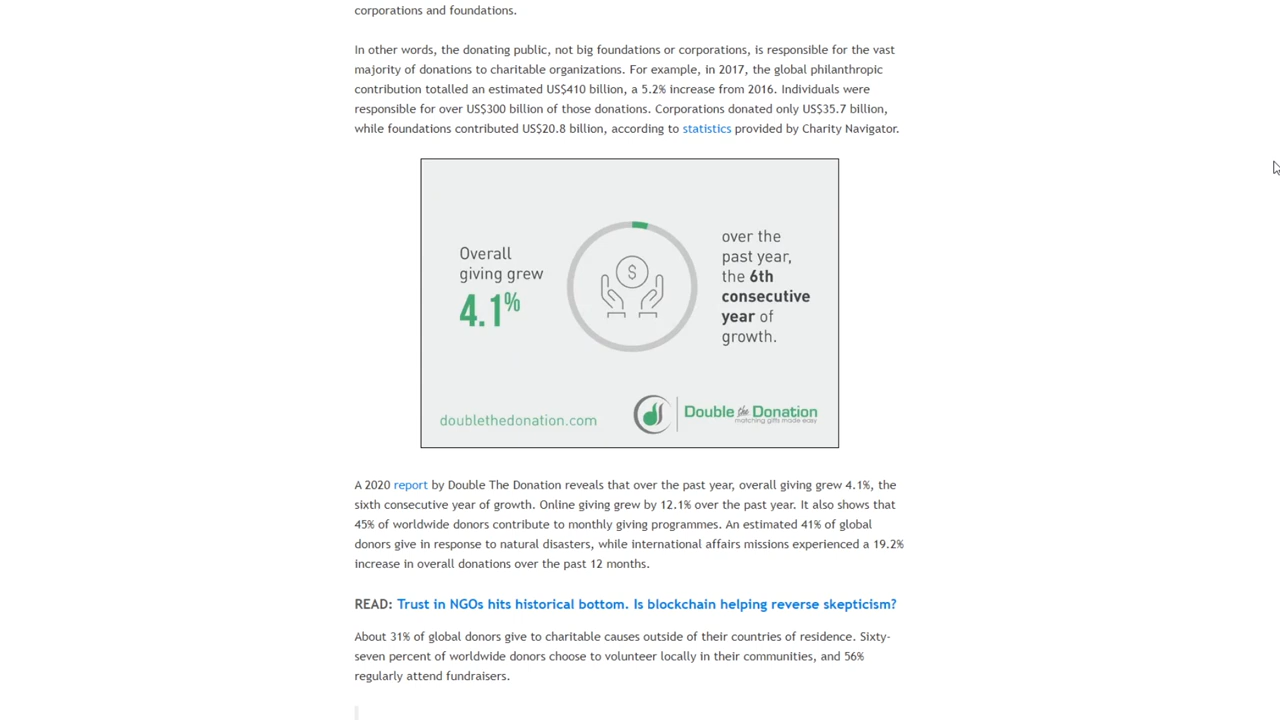 corporations and foundations.
In other words, the donating public, not big foundations or corporations, is responsible for the vast
majority of donations to charitable organizations. For example, in 2017, the global philanthropic
contribution totalled an estimated US$410 billion, a 5.2% increase from 2016. Individuals were
responsible for over US$300 billion of those donations. Corporations donated only US$35.7 billion,
while foundations contributed US$20.8 billion, according to statistics provided by Charity Navigator.
Overall
giving grew
4.1%
$
over the
past year,
the 6th
consecutive
year of
growth.
doublethedonation.com
Double the Donation
matching gifts made easy
A 2020 report by Double The Donation reveals that over the past year, overall giving grew 4.1%, the
sixth consecutive year of growth. Online giving grew by 12.1% over the past year. It also shows that
45% of worldwide donors contribute to monthly giving programmes. An estimated 41% of global
donors give in response to natural disasters, while international affairs missions experienced a 19.2%
increase in overall donations over the past 12 months.
READ: Trust in NGOs hits historical bottom. Is blockchain helping reverse skepticism?
About 31% of global donors give to charitable causes outside of their countries of residence. Sixty-
seven percent of worldwide donors choose to volunteer locally in their communities, and 56%
regularly attend fundraisers.